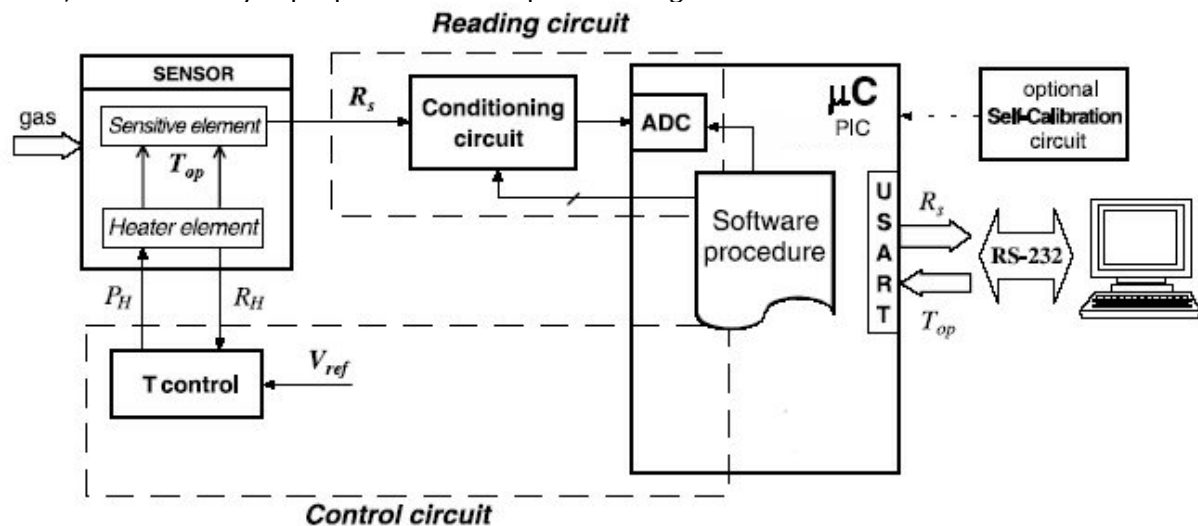 Reading circuit
SENSOR
gas
Sensitive element
T_op
Heater element
P_H
R_H
R_s
Conditioning
circuit
ADC
μC
PIC
optional
Self-Calibration
circuit
Software
procedure
U
S
A
R
T
R_s
RS-232
T_op
T control
V_ref
Control circuit